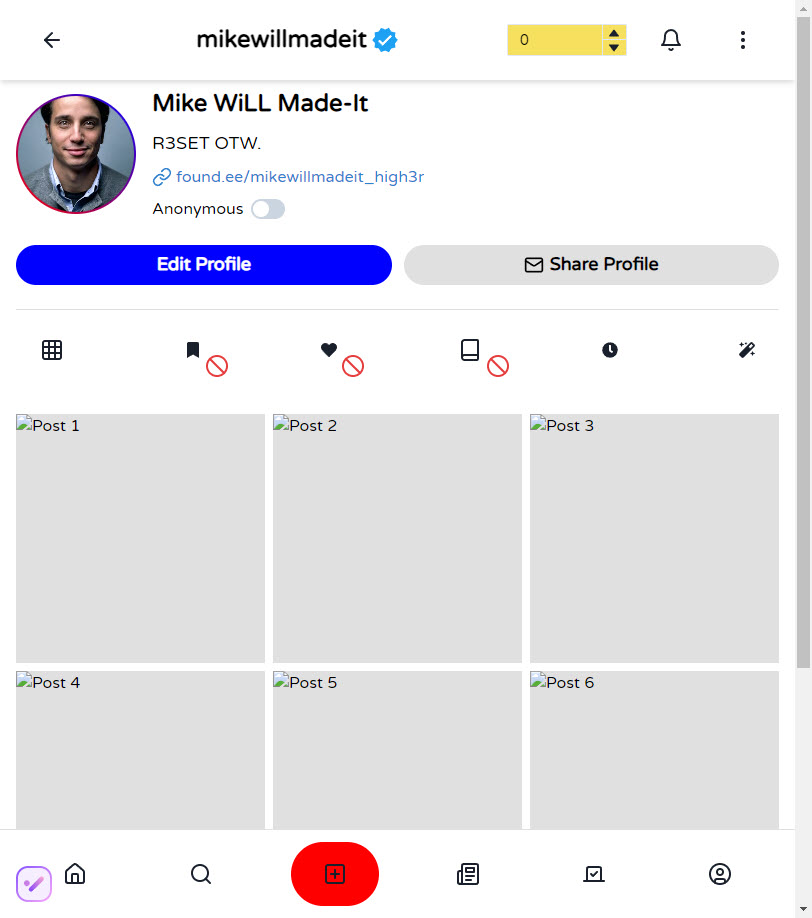 mikewillmadeit
0
Mike WiLL Made-It
R3SET OTW.
found.ee/mikewillmadeit_high3r
Anonymous
Edit Profile
Share Profile
Post 1
Post 2
Post 3
Post 4
Post 5
Post 6